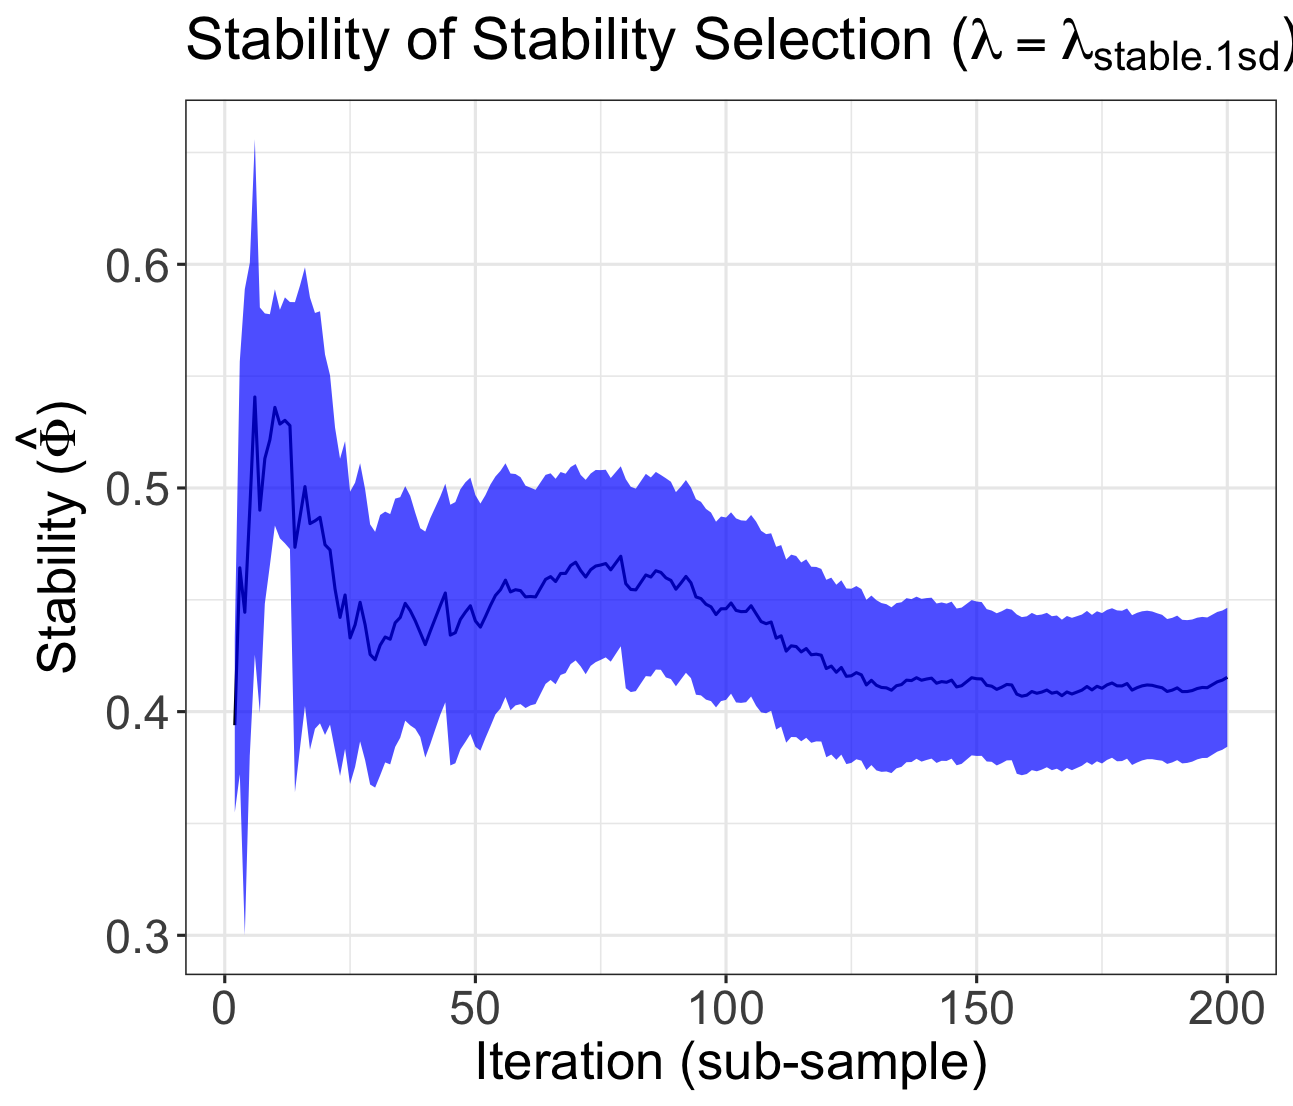 Stability of Stability Selection (λ = λstable.1sd)
Stability (Φ̂)
0.6
0.5
0.4
0.3
0 50 100 150 200
Iteration (sub-sample)